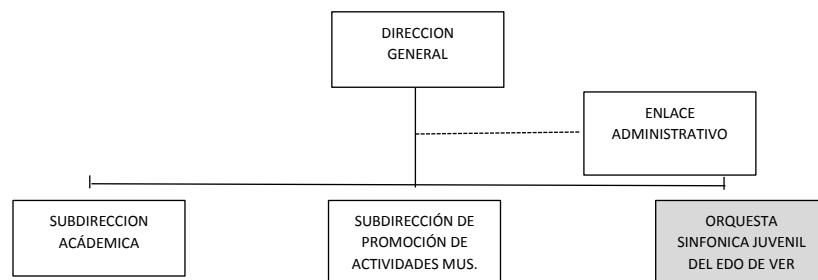 DIRECCION
GENERAL
ENLACE
ADMINISTRATIVO
SUBDIRECCION
ACÁDEMICA
SUBDIRECCIÓN DE
PROMOCIÓN DE
ACTIVIDADES MUS.
ORQUESTA
SINFONICA JUVENIL
DEL EDO DE VER